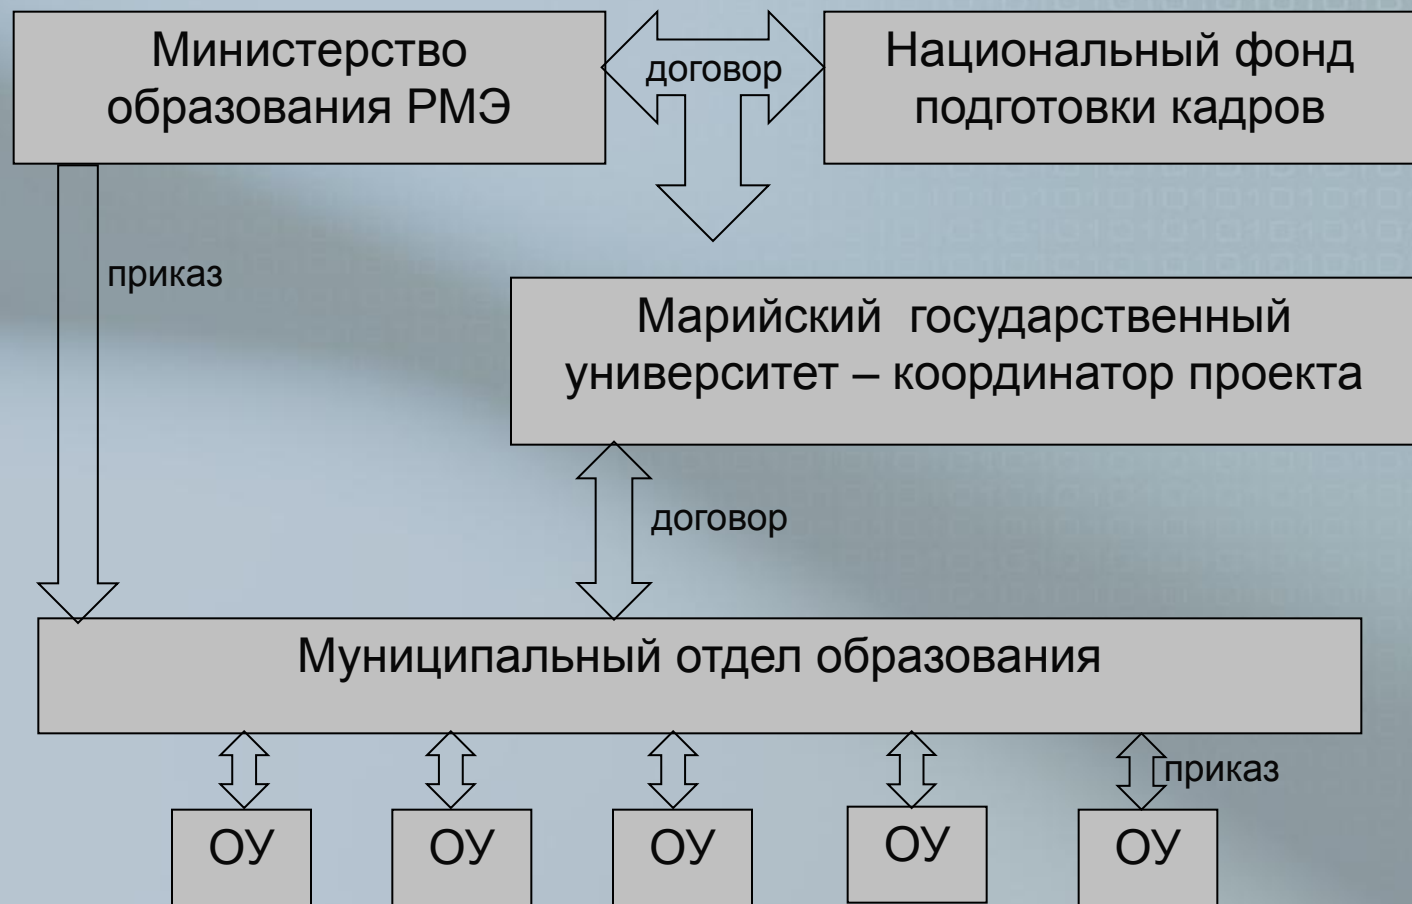 Министерство
образования РМЭ
договор
Национальный фонд
подготовки кадров
приказ
Марийский государственный
университет – координатор проекта
договор
Муниципальный отдел образования
приказ
ОУ
ОУ
ОУ
ОУ
ОУ